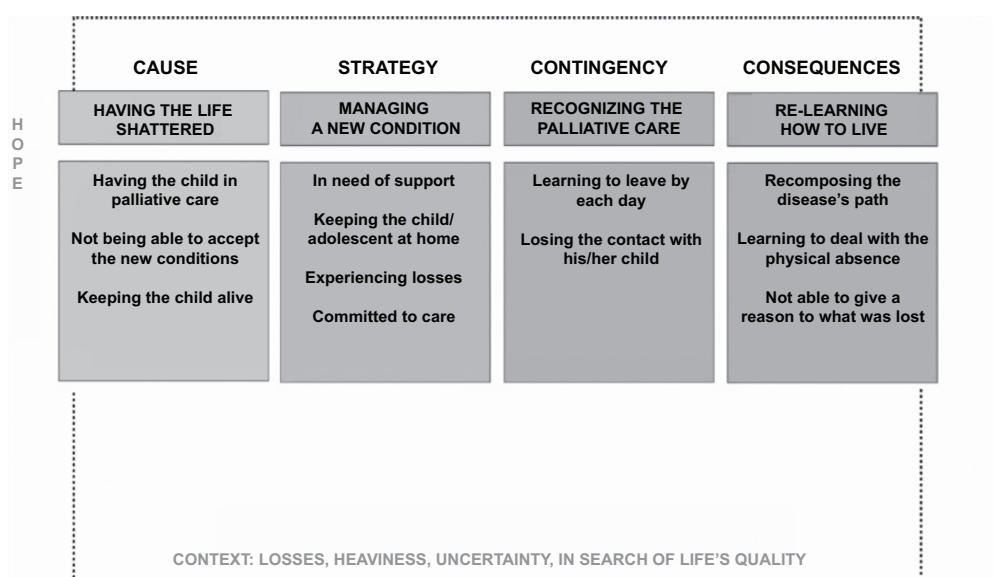 CAUSE
STRATEGY
CONTINGENCY
CONSEQUENCES
HOPE
HAVING THE LIFE
SHATTERED
MANAGING
A NEW CONDITION
RECOGNIZING THE
PALLIATIVE CARE
RE-LEARNING
HOW TO LIVE
Having the child in
palliative care
Not being able to accept
the new conditions
Keeping the child alive
In need of support
Keeping the child/
adolescent at home
Experiencing losses
Committed to care
Learning to leave by
each day
Losing the contact with
his/her child
Recomposing the
disease's path
Learning to deal with the
physical absence
Not able to give a
reason to what was lost
CONTEXT: LOSSES, HEAVINESS, UNCERTAINTY, IN SEARCH OF LIFE'S QUALITY